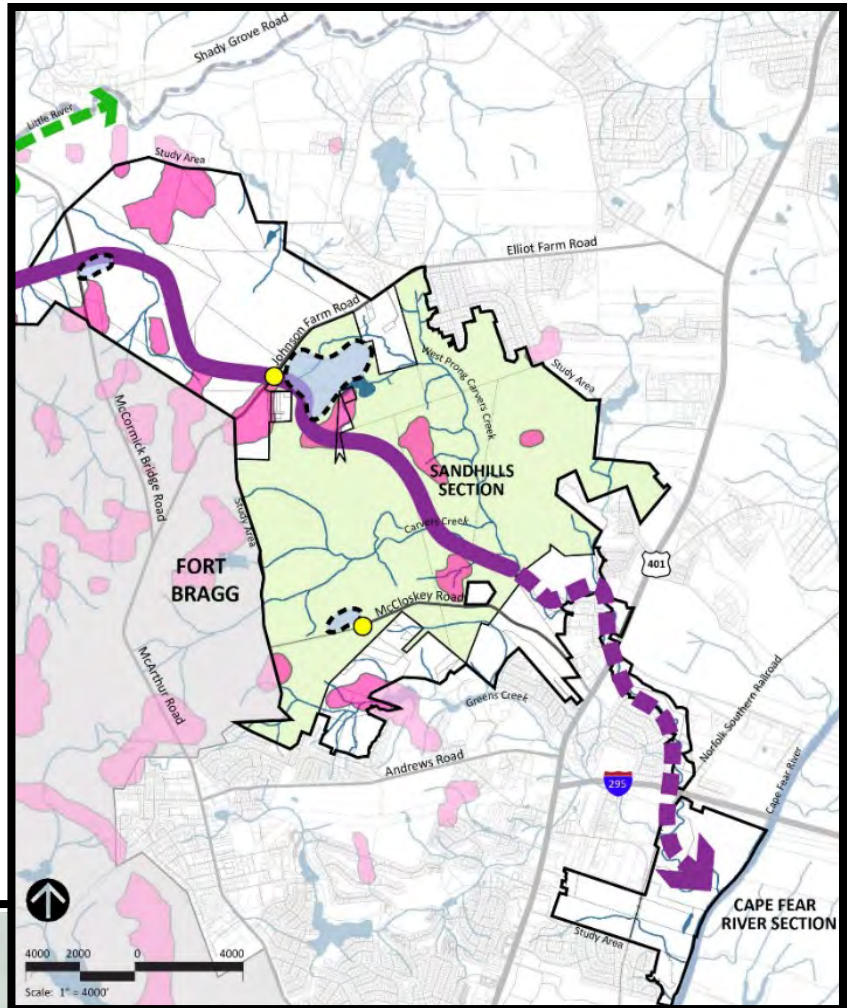 Shady Grove Road
Little River
Study Area
Elliot Farm Road
Johnson Farm Road
West Prong Carvers Creek
Study Area
McCormick Bridge Road
SANDHILLS
SECTION
Study Area
Carvers Creek
401
FORT
BRAGG
McCloskey Road
McArthur Road
Greens Creek
Norfolk Southern Railroad
Andrews Road
Cape Fear River
295
CAPE FEAR
RIVER SECTION
Study Area
4000 2000 0 4000
Scale: 1" = 4000'